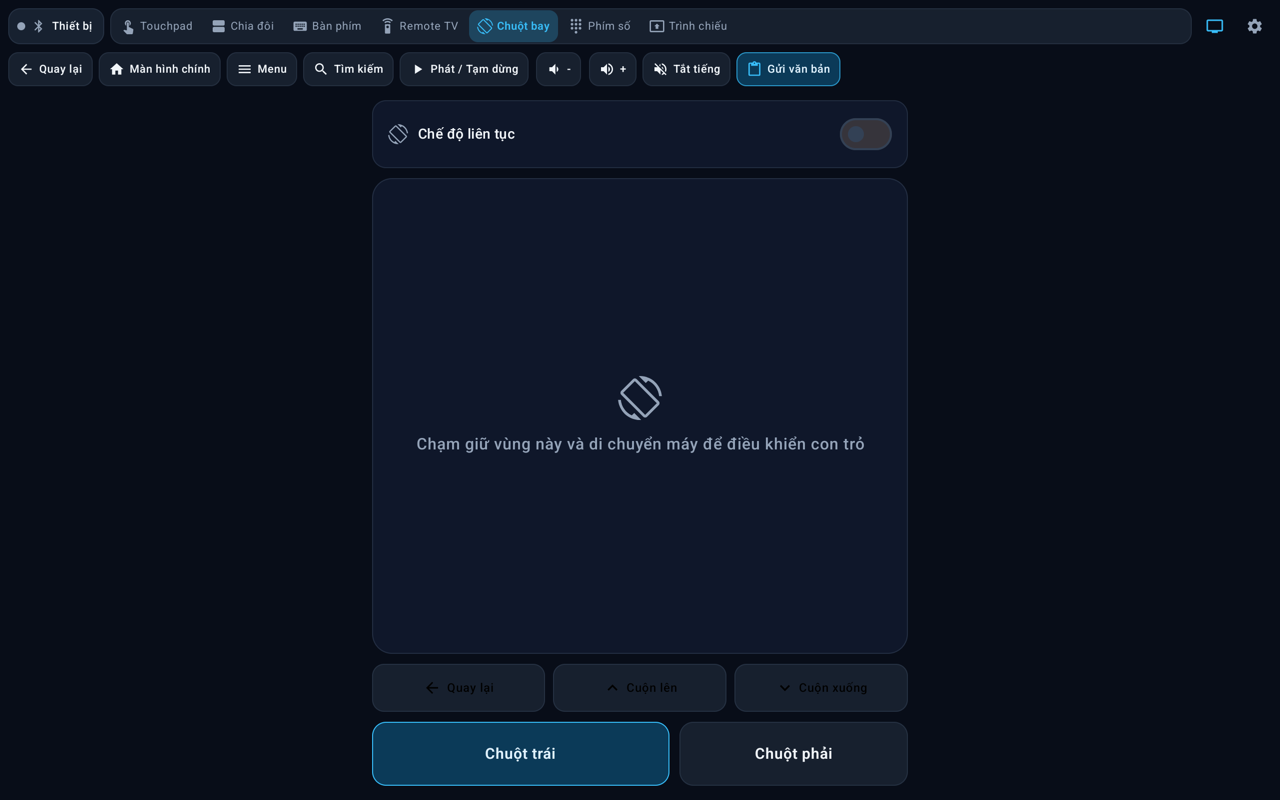 Thiết bị
Touchpad
Chia đôi
Bàn phím
Remote TV
Chuột bay
Phím số
Trình chiếu
Quay lại
Màn hình chính
Menu
Tìm kiếm
Phát / Tạm dừng
-
+
Tắt tiếng
Gửi văn bản
Chế độ liên tục
Chạm giữ vùng này và di chuyển máy để điều khiển con trỏ
Quay lại
Cuộn lên
Cuộn xuống
Chuột trái
Chuột phải